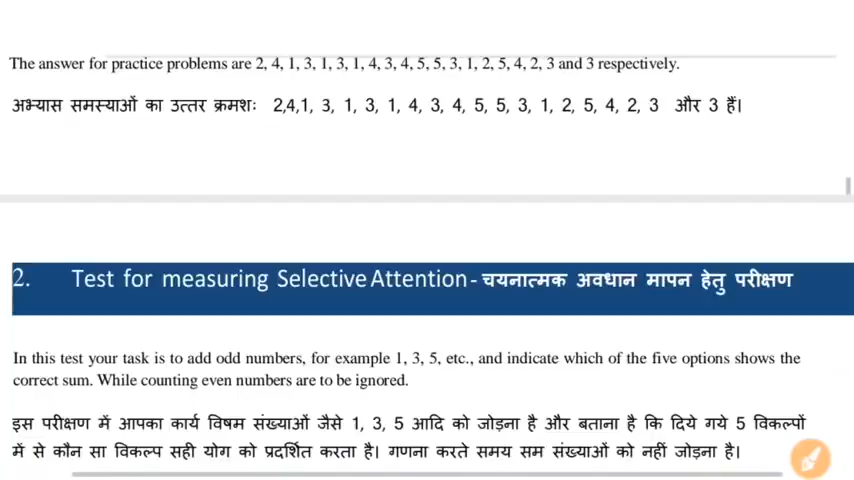 The answer for practice problems are 2, 4, 1, 3, 1, 3, 1, 4, 3, 4, 5, 5, 3, 1, 2, 5, 4, 2, 3 and 3 respectively.
अभ्यास समस्याओं का उत्तर क्रमशः 2,4,1, 3, 1, 3, 1, 4, 3, 4, 5, 5, 3, 1, 2, 5, 4, 2, 3 और 3 हैं।
2. Test for measuring Selective Attention - चयनात्मक अवधान मापन हेतु परीक्षण
In this test your task is to add odd numbers, for example 1, 3, 5, etc., and indicate which of the five options shows the
correct sum. While counting even numbers are to be ignored.
इस परीक्षण में आपका कार्य विषम संख्याओं जैसे 1, 3, 5 आदि को जोड़ना है और बताना है कि दिये गये 5 विकल्पों
में से कौन सा विकल्प सही योग को प्रदर्शित करता है। गणना करते समय सम संख्याओं को नहीं जोड़ना है।